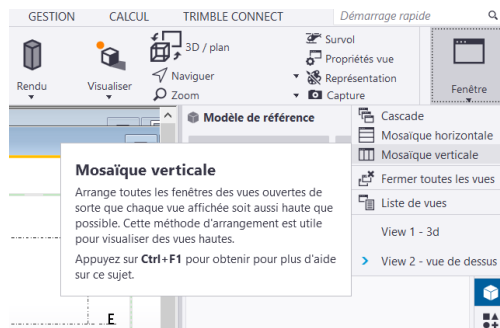 GESTION CALCUL TRIMBLE CONNECT Démarrage rapide
Rendu
Visualiser
3D / plan
Naviguer
Zoom
Survol
Propriétés vue
Représentation
Capture
Fenêtre
Modèle de référence
Cascade
Mosaïque horizontale
Mosaïque verticale
Fermer toutes les vues
Liste de vues
View 1 - 3d
View 2 - vue de dessus
Mosaïque verticale
Arrange toutes les fenêtres des vues ouvertes de
sorte que chaque vue affichée soit aussi haute que
possible. Cette méthode d'arrangement est utile
pour visualiser des vues hautes.
Appuyez sur Ctrl+F1 pour obtenir pour plus d'aide
sur ce sujet.
E